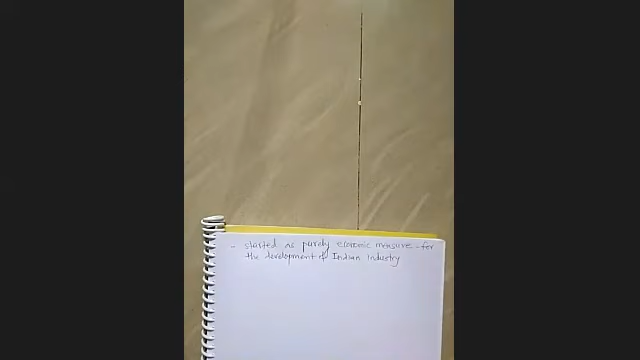 - started as purely economic measure for
the development of Indian industry